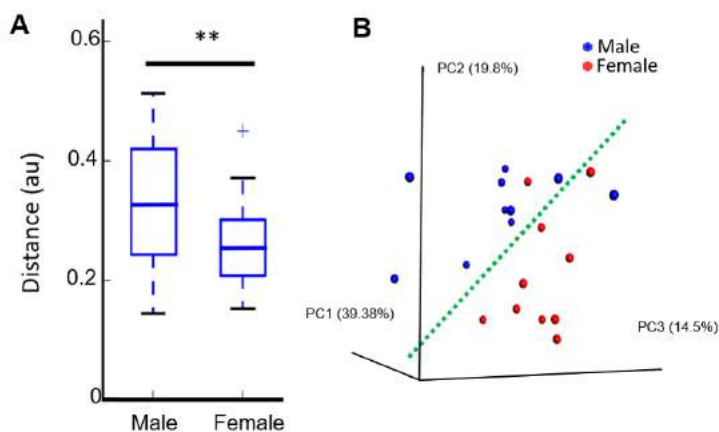 A
0.6
**
0.4
0.2
0
Distance (au)
Male
Female
B
Male
Female
PC2 (19.8%)
PC1 (39.38%)
PC3 (14.5%)